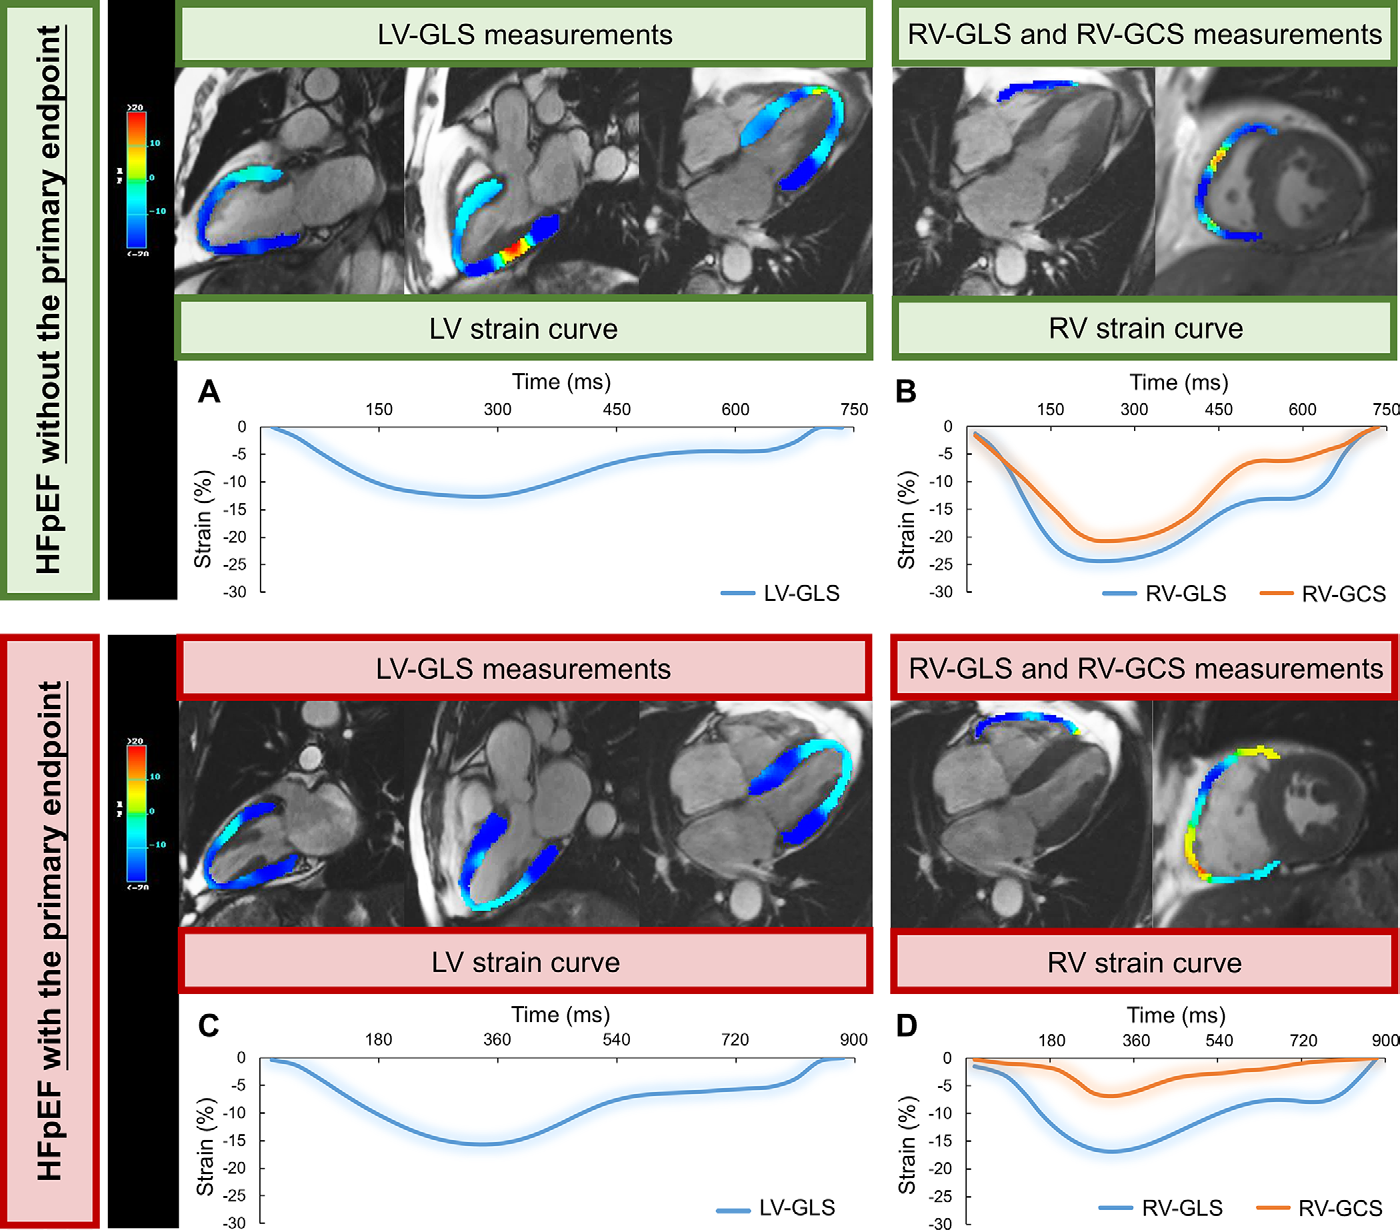 HFpEF without the primary endpoint
LV-GLS measurements
RV-GLS and RV-GCS measurements
>20
10
0
-10
<-20
LV strain curve
RV strain curve
A
Time (ms)
150 300 450 600 750
0
-5
-10
-15
-20
-25
-30
Strain (%)
LV-GLS
B
Time (ms)
150 300 450 600 750
0
-5
-10
-15
-20
-25
-30
Strain (%)
RV-GLS RV-GCS
HFpEF with the primary endpoint
LV-GLS measurements
RV-GLS and RV-GCS measurements
>20
10
0
-10
<-20
LV strain curve
RV strain curve
C
Time (ms)
180 360 540 720 900
0
-5
-10
-15
-20
-25
-30
Strain (%)
LV-GLS
D
Time (ms)
180 360 540 720 900
0
-5
-10
-15
-20
-25
-30
Strain (%)
RV-GLS RV-GCS